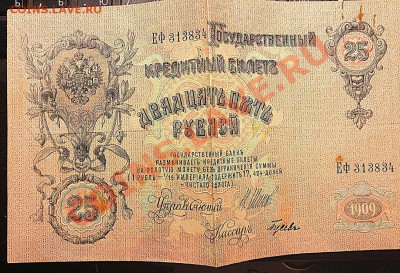 COINS.LAVE.RU
ЕФ 313834 Государственный
25
Кредитный Билетъ
Двадцать Пять
Рублей
ГОСУДАРСТВЕННЫЙ БАНКЪ
РАЗМѢНИВАЕТЪ КРЕДИТНЫЕ БИЛЕТЫ
НА ЗОЛОТУЮ МОНЕТУ БЕЗЪ ОГРАНИЧЕНІЯ СУММЫ
(1 РУБЛЬ = 1/15 ИМПЕРІАЛА, СОДЕРЖИТЪ 17,424 ДОЛЕЙ
ЧИСТАГО ЗОЛОТА)
ЕФ 313834
25
Управляющій
Кассиръ
1909